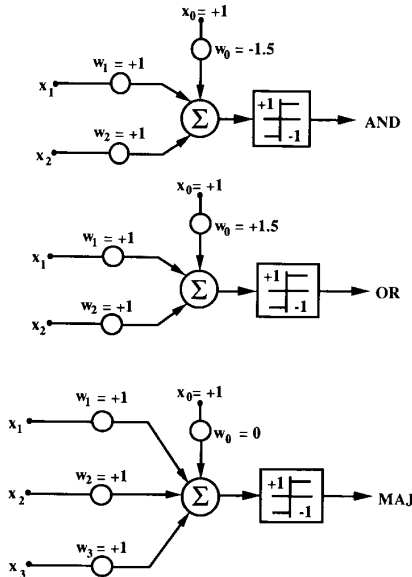 x₀= +1
w₁ = +1
w₀ = -1.5
x₁
Σ
+1
-1
AND
w₂ = +1
x₂
x₀= +1
w₁ = +1
w₀ = +1.5
x₁
Σ
+1
-1
OR
w₂ = +1
x₂
x₀= +1
w₁ = +1
x₁
w₀ = 0
w₂ = +1
x₂
Σ
+1
-1
MAJ
w₃ = +1
x₃